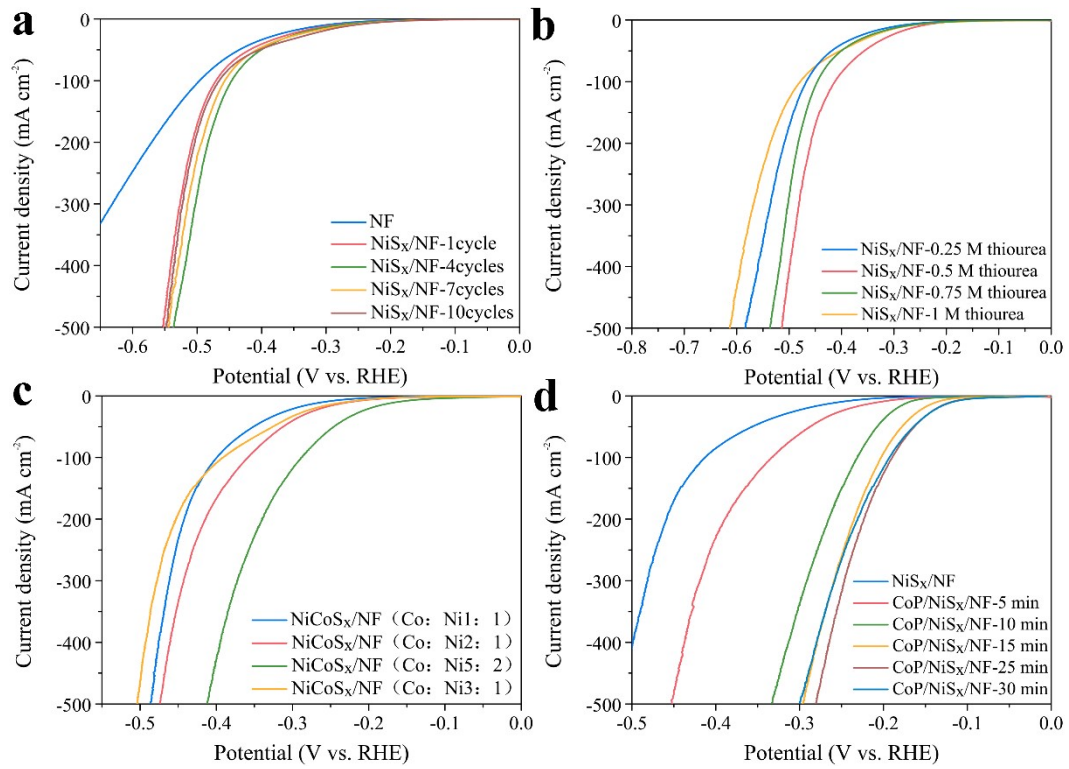 a
0
-100
-200
-300
-400
-500
Current density (mA cm⁻²)
-0.6
-0.5
-0.4
-0.3
-0.2
-0.1
0.0
Potential (V vs. RHE)
NF
NiSₓ/NF-1cycle
NiSₓ/NF-4cycles
NiSₓ/NF-7cycles
NiSₓ/NF-10cycles
b
0
-100
-200
-300
-400
-500
Current density (mA cm⁻²)
-0.8
-0.7
-0.6
-0.5
-0.4
-0.3
-0.2
-0.1
0.0
Potential (V vs. RHE)
NiSₓ/NF-0.25 M thiourea
NiSₓ/NF-0.5 M thiourea
NiSₓ/NF-0.75 M thiourea
NiSₓ/NF-1 M thiourea
c
0
-100
-200
-300
-400
-500
Current density (mA cm⁻²)
-0.5
-0.4
-0.3
-0.2
-0.1
0.0
Potential (V vs. RHE)
NiCoSₓ/NF（Co：Ni1：1）
NiCoSₓ/NF（Co：Ni2：1）
NiCoSₓ/NF（Co：Ni5：2）
NiCoSₓ/NF（Co：Ni3：1）
d
0
-100
-200
-300
-400
-500
Current density (mA cm⁻²)
-0.5
-0.4
-0.3
-0.2
-0.1
0.0
Potential (V vs. RHE)
NiSₓ/NF
CoP/NiSₓ/NF-5 min
CoP/NiSₓ/NF-10 min
CoP/NiSₓ/NF-15 min
CoP/NiSₓ/NF-25 min
CoP/NiSₓ/NF-30 min